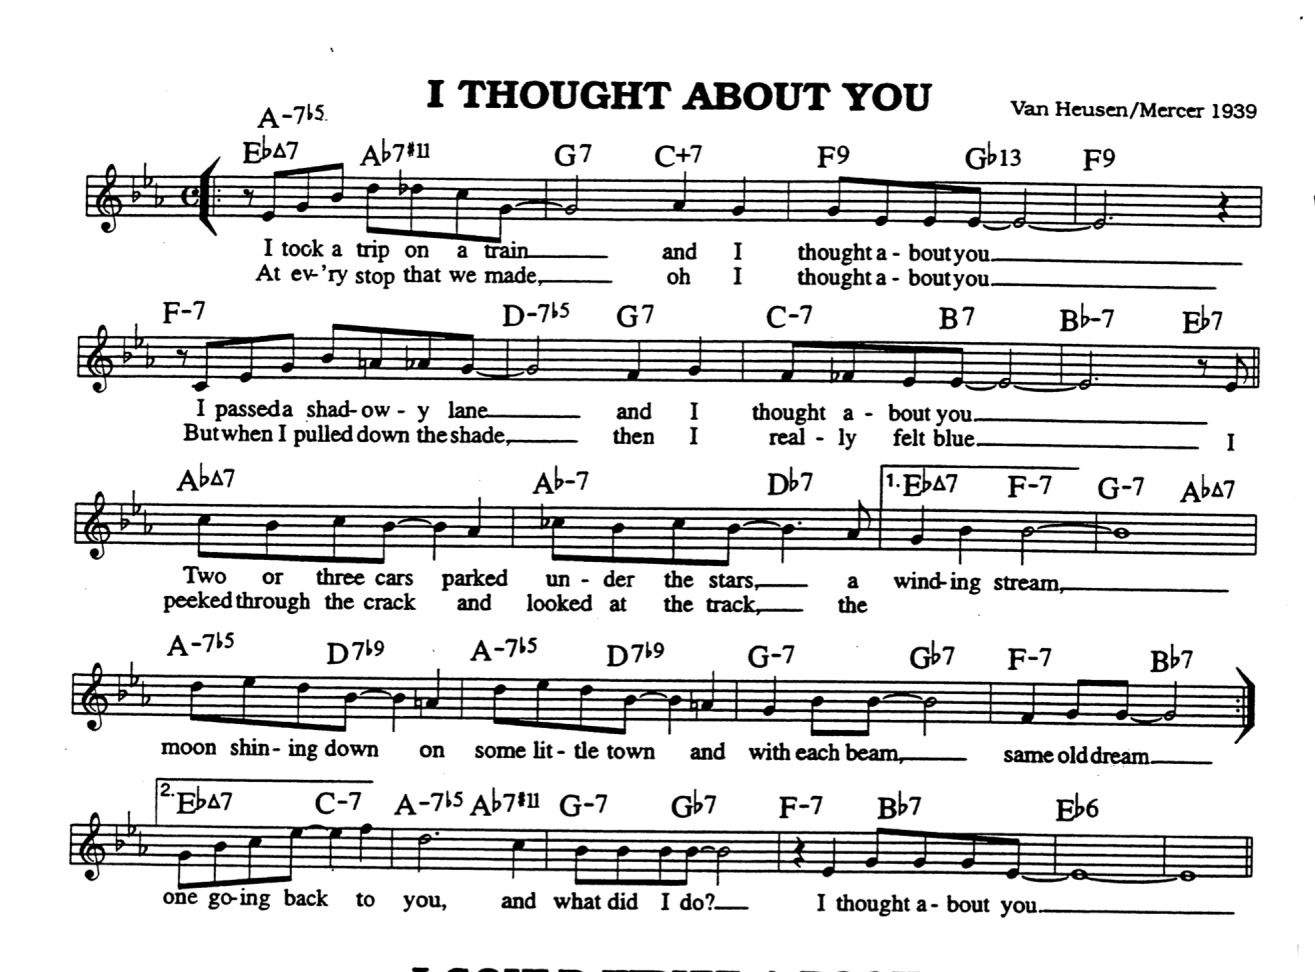 I THOUGHT ABOUT YOU
Van Heusen/Mercer 1939
A-7♭5
E♭Δ7 A♭7#11 G7 C+7 F9 G♭13 F9
I took a trip on a train and I thought a - bout you
At ev-'ry stop that we made, oh I thought a - bout you
F-7 D-7♭5 G7 C-7 B7 B♭-7 E♭7
I passed a shad-ow - y lane and I thought a - bout you
But when I pulled down the shade, then I real - ly felt blue I
A♭Δ7 A♭-7 D♭7 1. E♭Δ7 F-7 G-7 A♭Δ7
Two or three cars parked un - der the stars, a wind-ing stream,
peeked through the crack and looked at the track, the
A-7♭5 D7♭9 A-7♭5 D7♭9 G-7 G♭7 F-7 B♭7
moon shin- ing down on some lit - tle town and with each beam, same old dream
2. E♭Δ7 C-7 A-7♭5 A♭7#11 G-7 G♭7 F-7 B♭7 E♭6
one go-ing back to you, and what did I do? I thought a - bout you